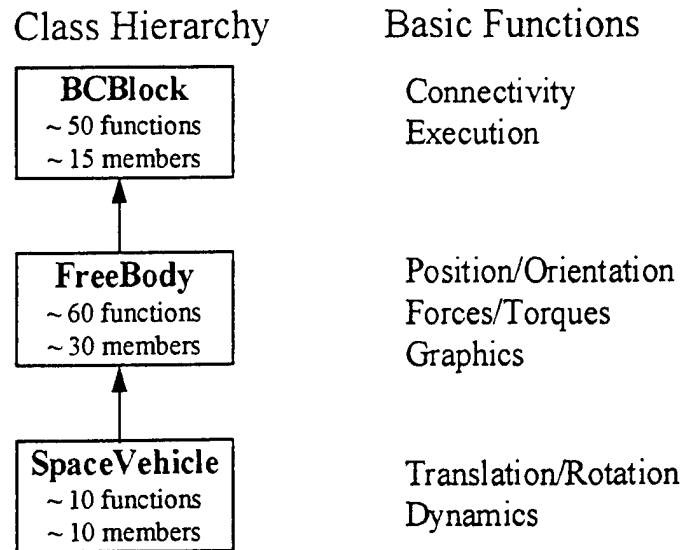 Class Hierarchy
Basic Functions
BCBlock
~ 50 functions
~ 15 members
Connectivity
Execution
FreeBody
~ 60 functions
~ 30 members
Position/Orientation
Forces/Torques
Graphics
SpaceVehicle
~ 10 functions
~ 10 members
Translation/Rotation
Dynamics